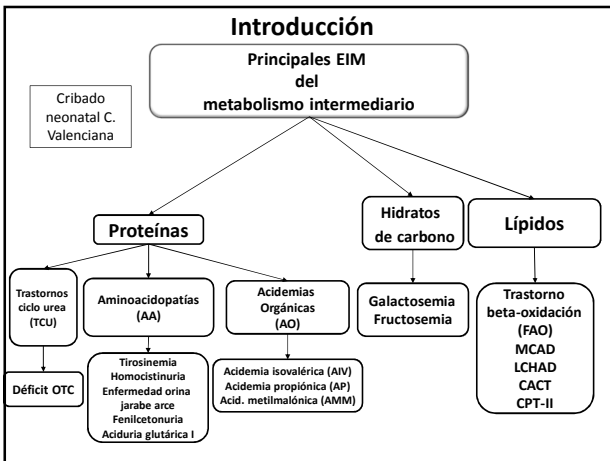 Introducción
Principales EIM
del
metabolismo intermediario
Cribado
neonatal C.
Valenciana
Proteínas
Hidratos
de carbono
Lípidos
Trastornos
ciclo urea
(TCU)
Aminoacidopatías
(AA)
Acidemias
Orgánicas
(AO)
Galactosemia
Fructosemia
Trastorno
beta-oxidación
(FAO)
MCAD
LCHAD
CACT
CPT-II
Déficit OTC
Tirosinemia
Homocistinuria
Enfermedad orina
jarabe arce
Fenilcetonuria
Aciduria glutárica I
Acidemia isovalérica (AIV)
Acidemia propiónica (AP)
Acid. metilmalónica (AMM)